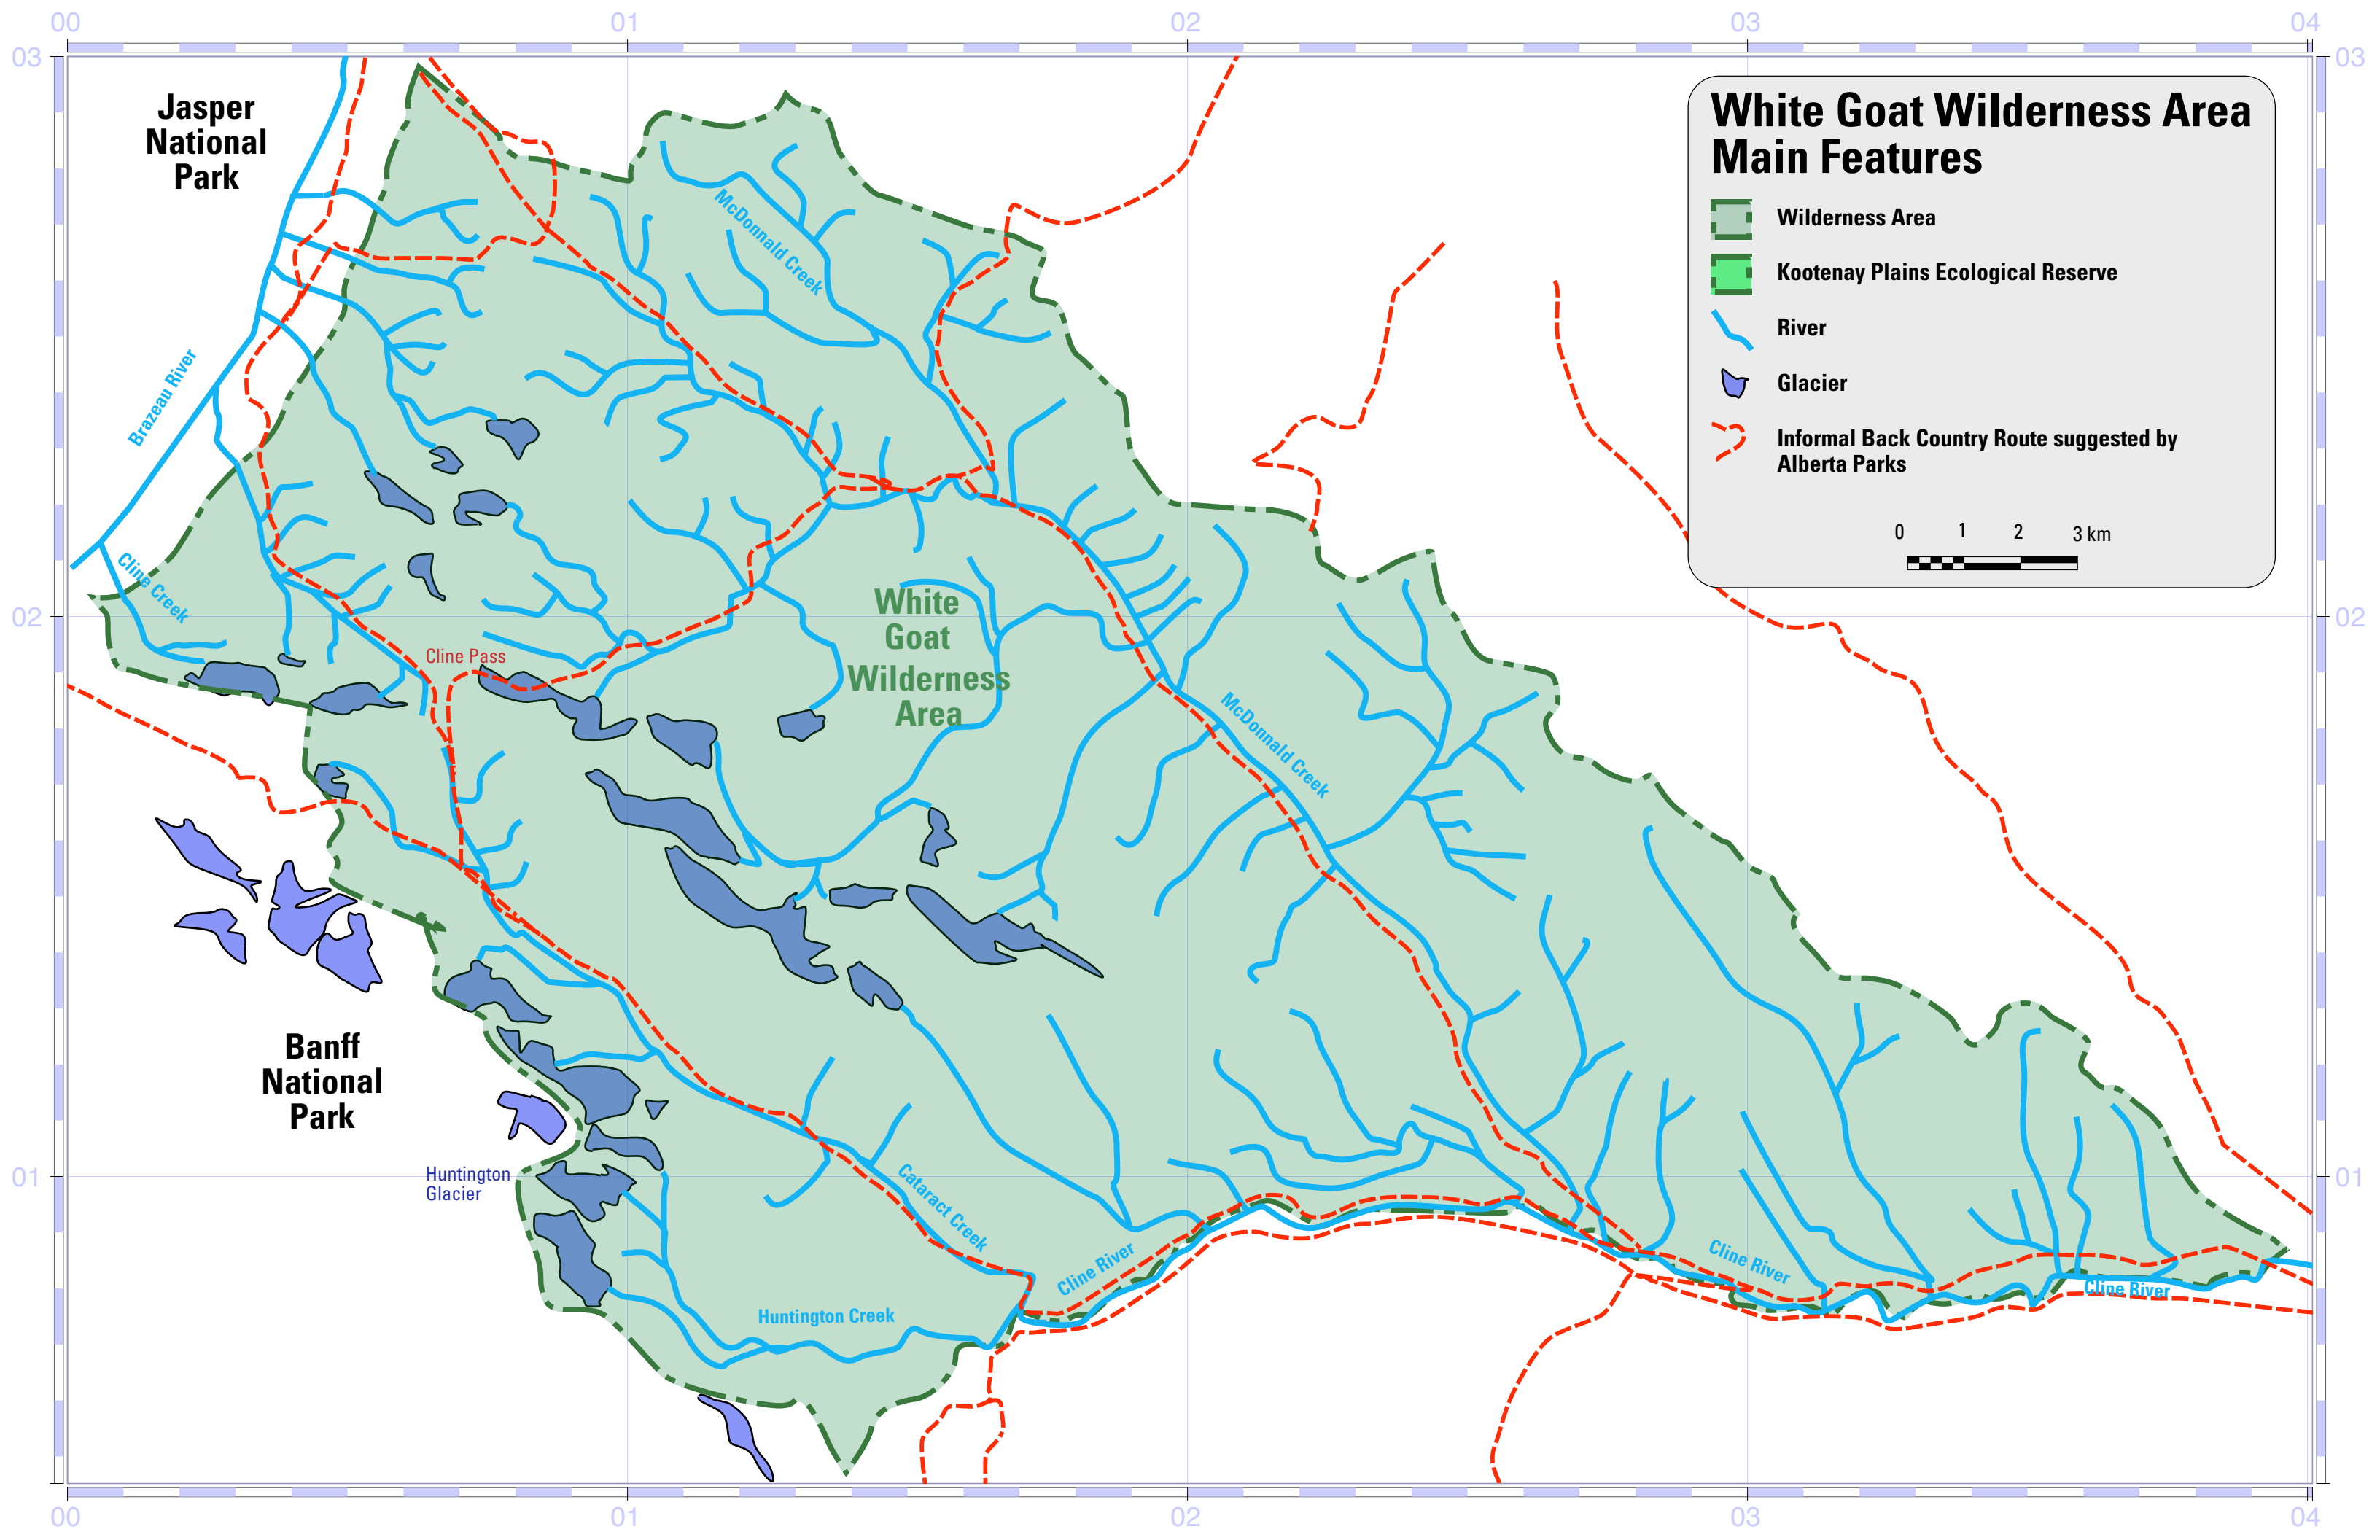 00 01 02 03 04
03 03
Jasper
National
Park
White Goat Wilderness Area
Main Features
Wilderness Area
Kootenay Plains Ecological Reserve
River
Glacier
Informal Back Country Route suggested by
Alberta Parks
0 1 2 3 km
McDonnald Creek
Brazeau River
Cline Creek
02 02
White
Goat
Wilderness
Area
Cline Pass
McDonnald Creek
Banff
National
Park
Huntington
Glacier
01 01
Cataract Creek
Cline River
Cline River
Cline River
Huntington Creek
00 01 02 03 04